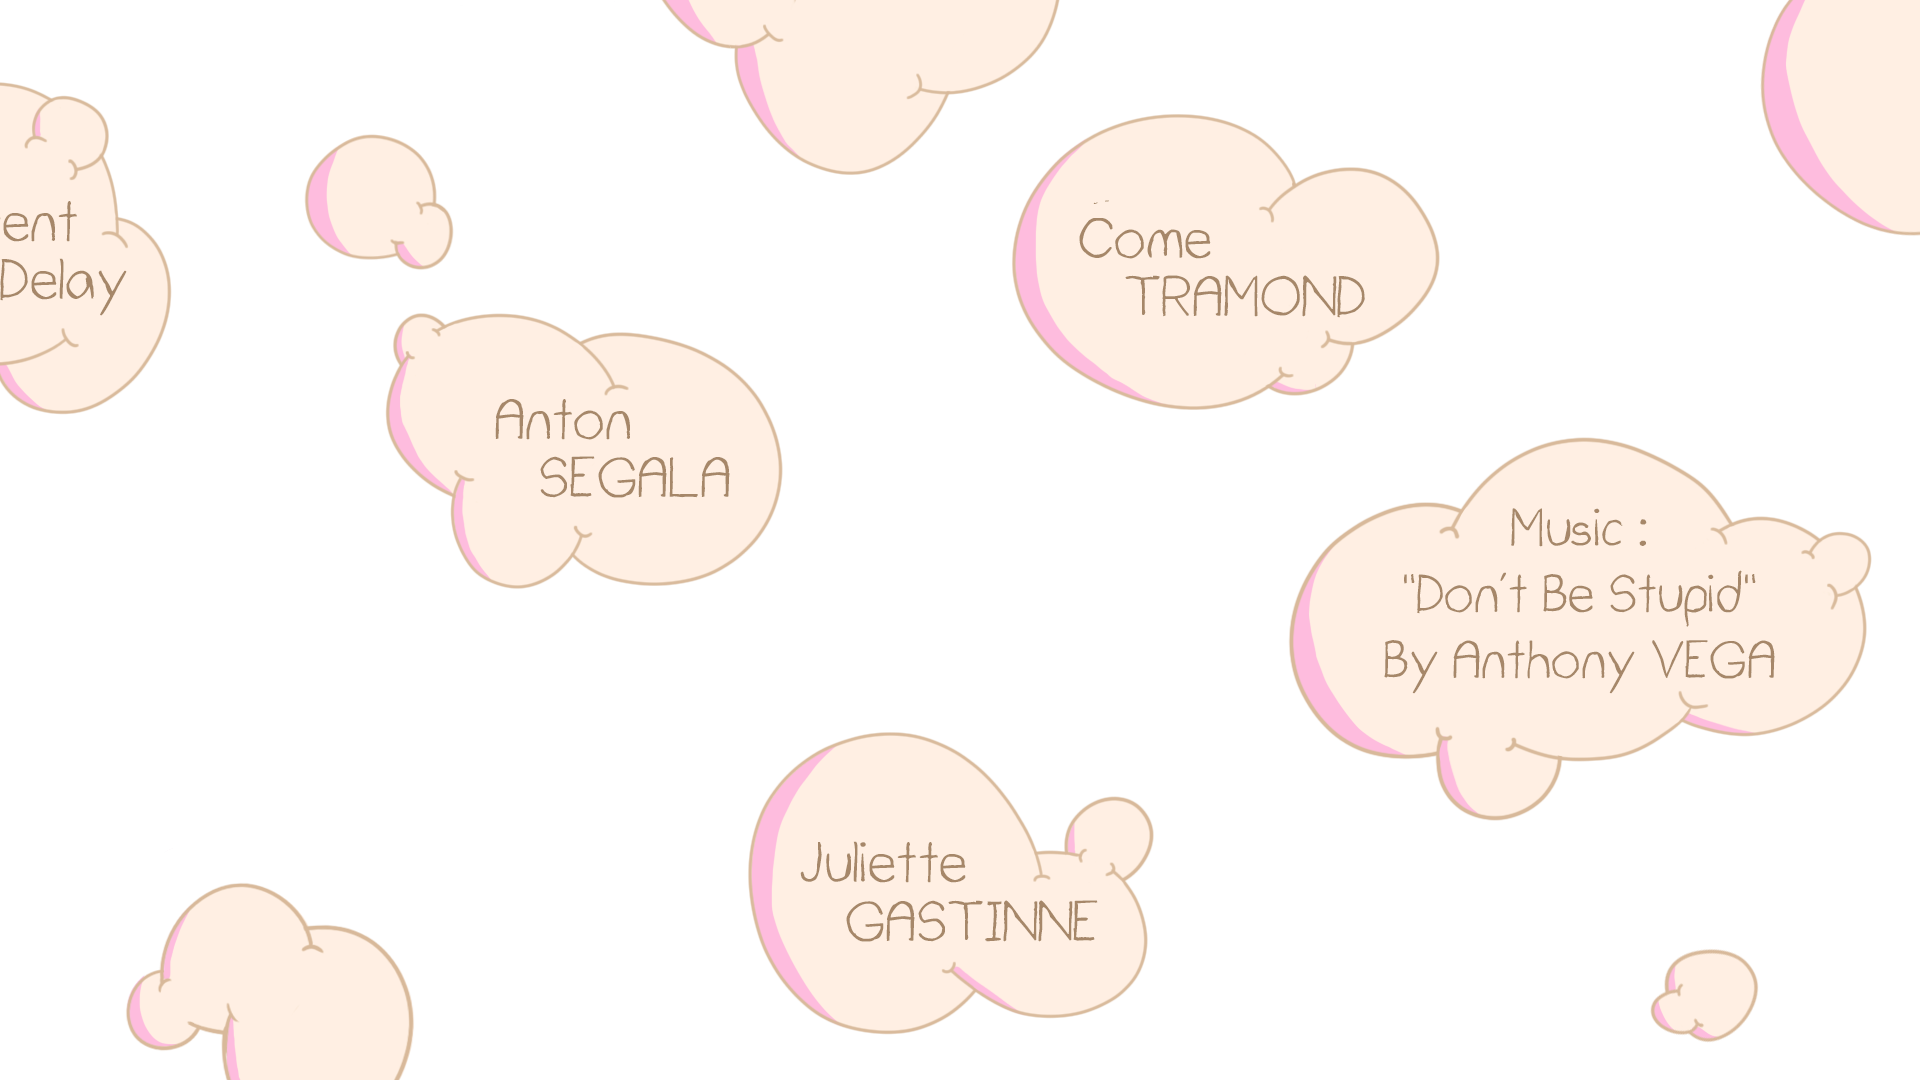 ent
Delay
Come
TRAMOND
Anton
SEGALA
Music :
"Don't Be Stupid"
By Anthony VEGA
Juliette
GASTINNE